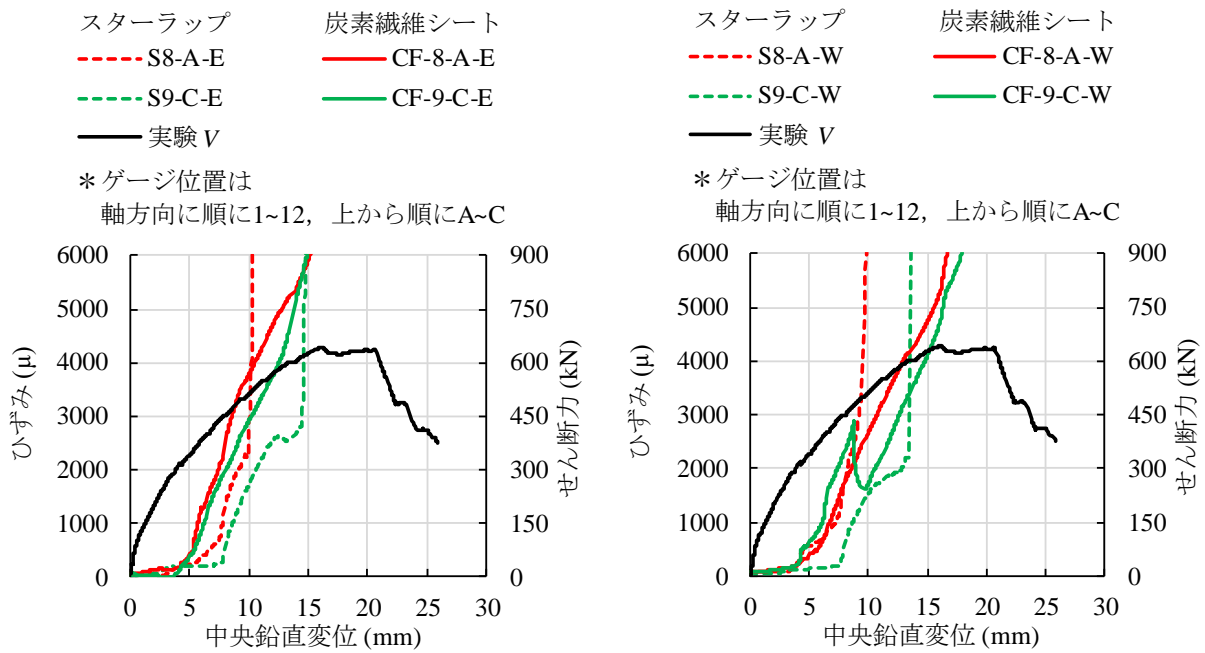 スターラップ 炭素繊維シート
S8-A-E CF-8-A-E
S9-C-E CF-9-C-E
実験 V
＊ゲージ位置は
軸方向に順に1~12, 上から順にA~C
6000 900
5000 750
4000 600
3000 450
2000 300
1000 150
0 0
0 5 10 15 20 25 30
ひずみ (μ)
せん断力 (kN)
中央鉛直変位 (mm)
スターラップ 炭素繊維シート
S8-A-W CF-8-A-W
S9-C-W CF-9-C-W
実験 V
＊ゲージ位置は
軸方向に順に1~12, 上から順にA~C
6000 900
5000 750
4000 600
3000 450
2000 300
1000 150
0 0
0 5 10 15 20 25 30
ひずみ (μ)
せん断力 (kN)
中央鉛直変位 (mm)